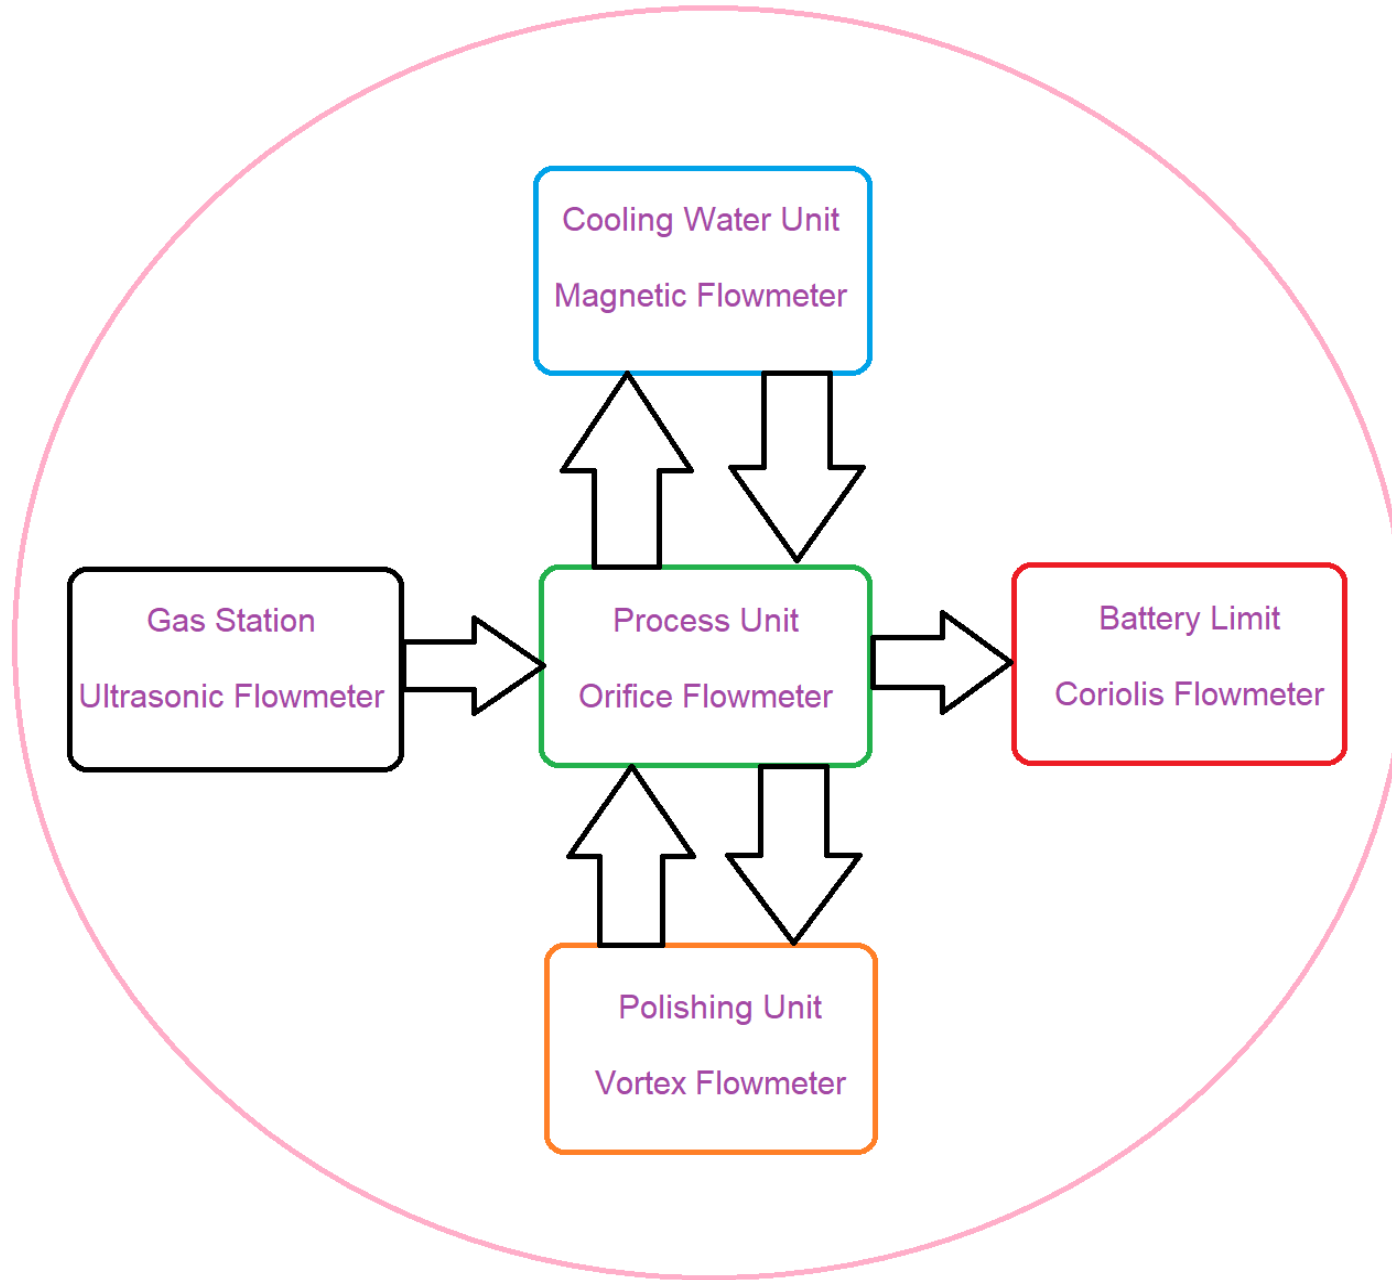 Cooling Water Unit
Magnetic Flowmeter
Gas Station
Ultrasonic Flowmeter
Process Unit
Orifice Flowmeter
Battery Limit
Coriolis Flowmeter
Polishing Unit
Vortex Flowmeter